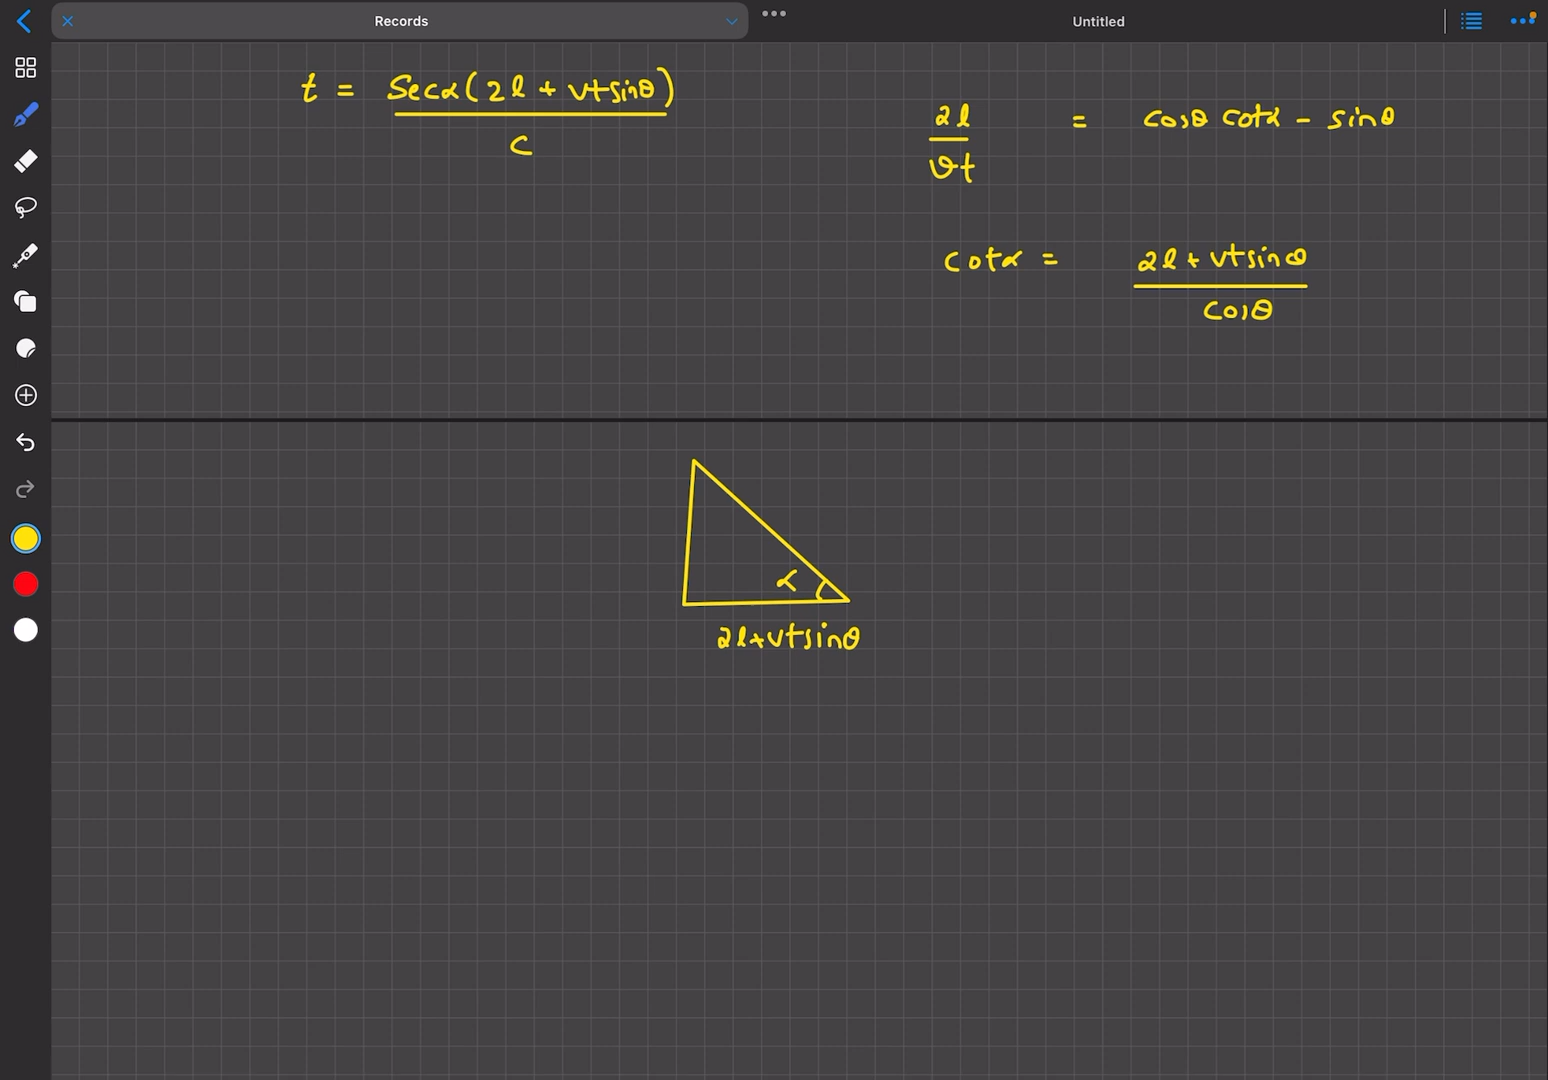 Records
Untitled
t = Secα(2l + vtsinθ) / C
2l / vt = cosθ cotα - sinθ
cotα = 2l + vtsinθ / cosθ
α
2l+vtsinθ